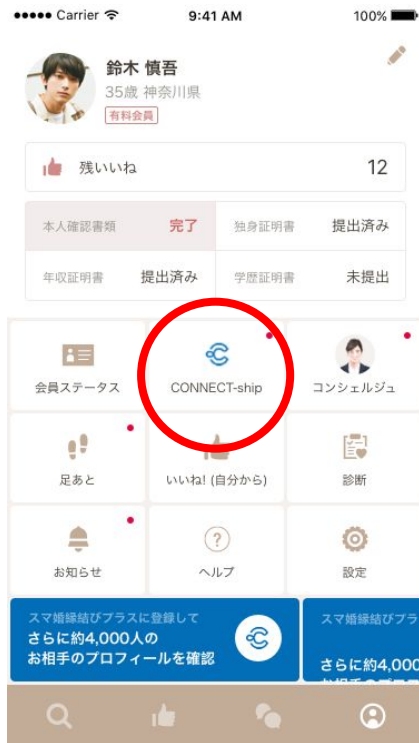 Carrier 9:41 AM 100%
鈴木 慎吾
35歳 神奈川県
有料会員
残いいね 12
本人確認書類 完了 独身証明書 提出済み
年収証明書 提出済み 学歴証明書 未提出
会員ステータス CONNECT-ship コンシェルジュ
足あと いいね! (自分から) 診断
お知らせ ヘルプ 設定
スマ婚縁結びプラスに登録して
さらに約4,000人の
お相手のプロフィールを確認
スマ婚縁結びプラ
さらに約4,000